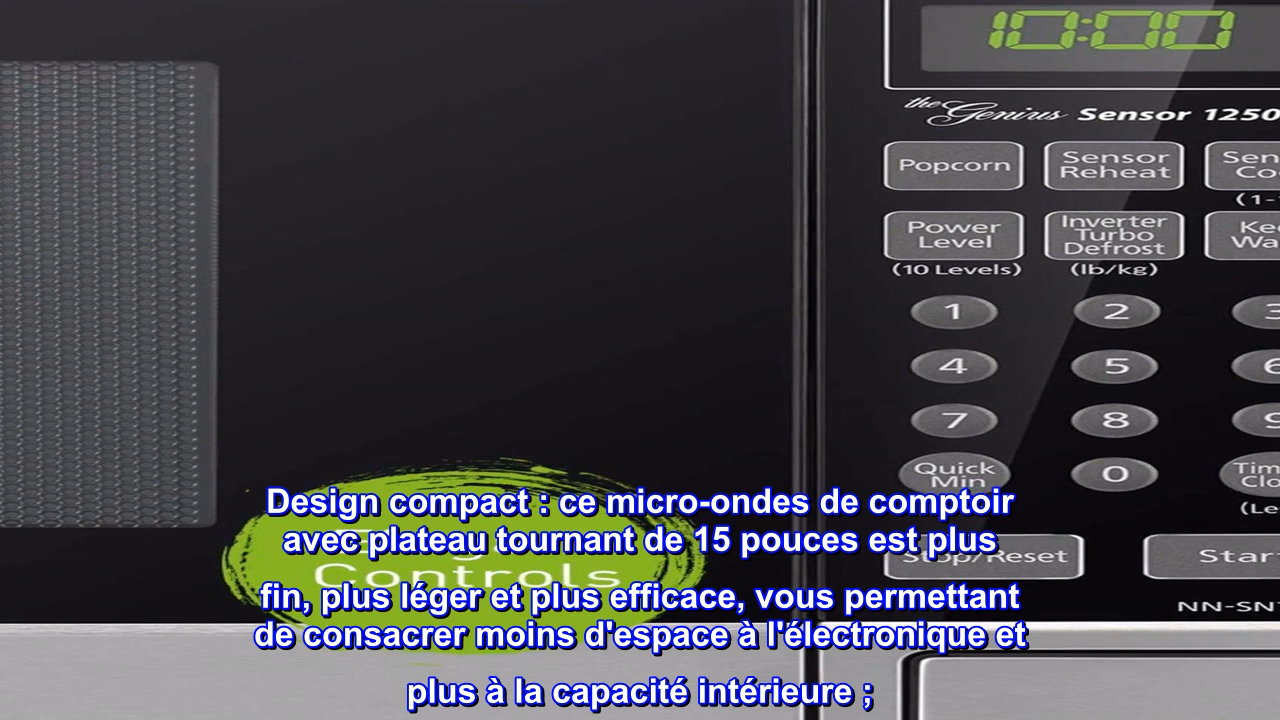 10:00
the Genius Sensor 1250
Popcorn
Sensor
Reheat
Power
Level
(10 Levels)
Inverter
Turbo
Defrost
(lb/kg)
1
2
4
5
7
8
Quick
Min
0
Stop/Reset
Controls
Design compact : ce micro-ondes de comptoir
avec plateau tournant de 15 pouces est plus
fin, plus léger et plus efficace, vous permettant
de consacrer moins d'espace à l'électronique et
plus à la capacité intérieure ;